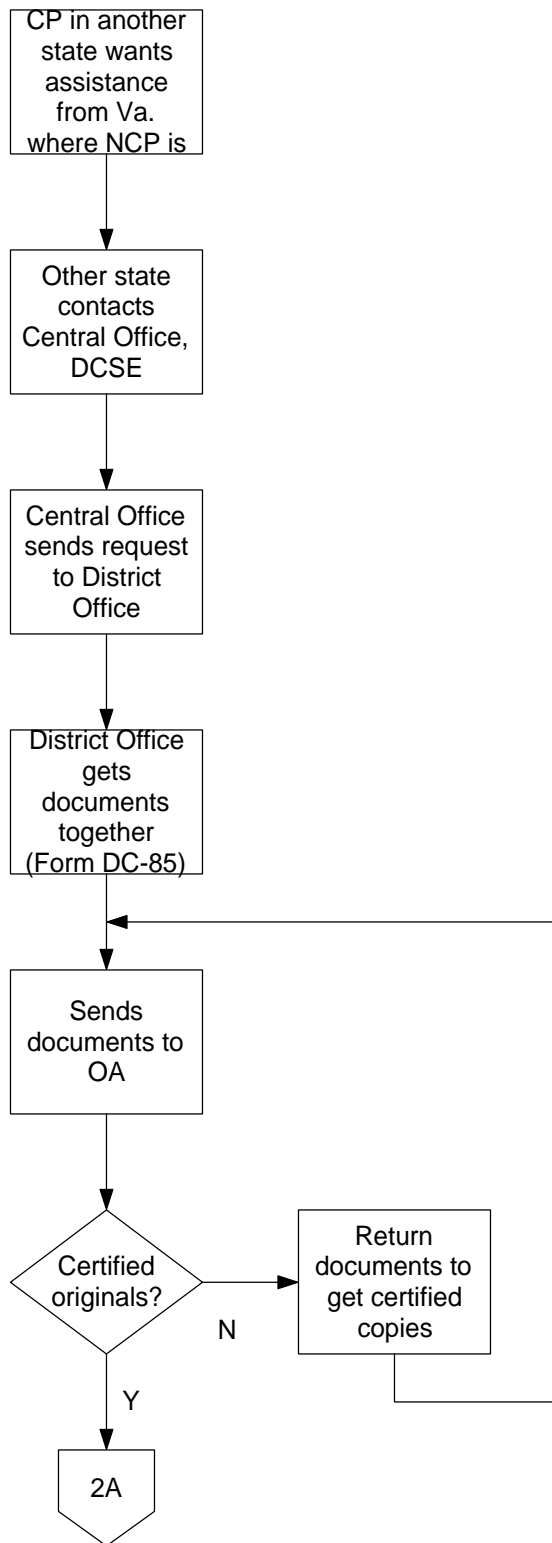 CP in another
state wants
assistance
from Va.
where NCP is
Other state
contacts
Central Office,
DCSE
Central Office
sends request
to District
Office
District Office
gets
documents
together
(Form DC-85)
Sends
documents to
OA
Certified
originals?
N
Return
documents to
get certified
copies
Y
2A